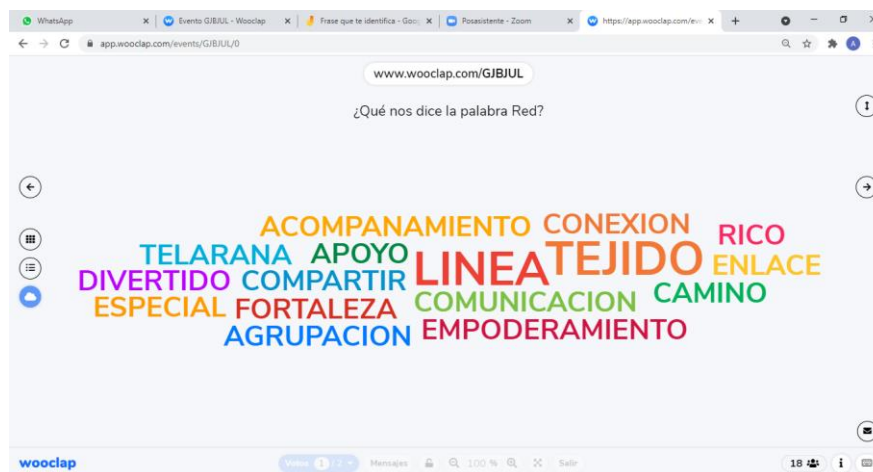 WhatsApp
Evento GJBJUL - Wooclap
Frase que te identifica - Goo
Posasistente - Zoom
https://app.wooclap.com/eve
app.wooclap.com/events/GJBJUL/0
www.wooclap.com/GJBJUL
¿Qué nos dice la palabra Red?
ACOMPANAMIENTO CONEXION RICO
TELARANA APOYO LINEA TEJIDO ENLACE
DIVERTIDO COMPARTIR CAMINO
ESPECIAL FORTALEZA COMUNICACION
AGRUPACION EMPODERAMIENTO
wooclap Votos 1 / 2 Mensajes 100 % Salir 18